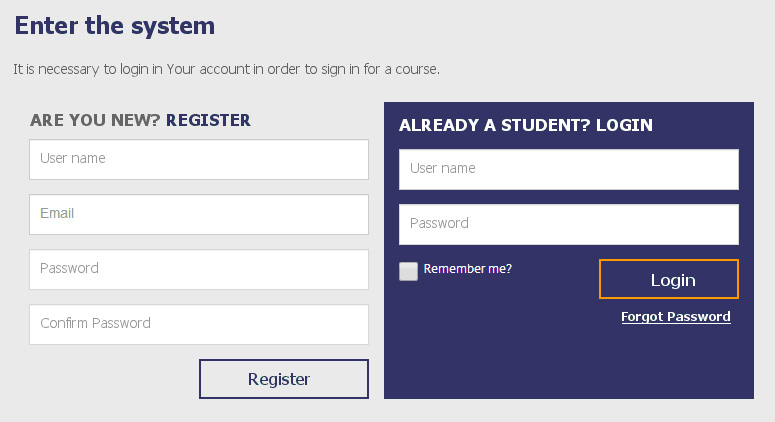 Enter the system
It is necessary to login in Your account in order to sign in for a course.
ARE YOU NEW? REGISTER
User name
Email
Password
Confirm Password
Register
ALREADY A STUDENT? LOGIN
User name
Password
Remember me?
Login
Forgot Password